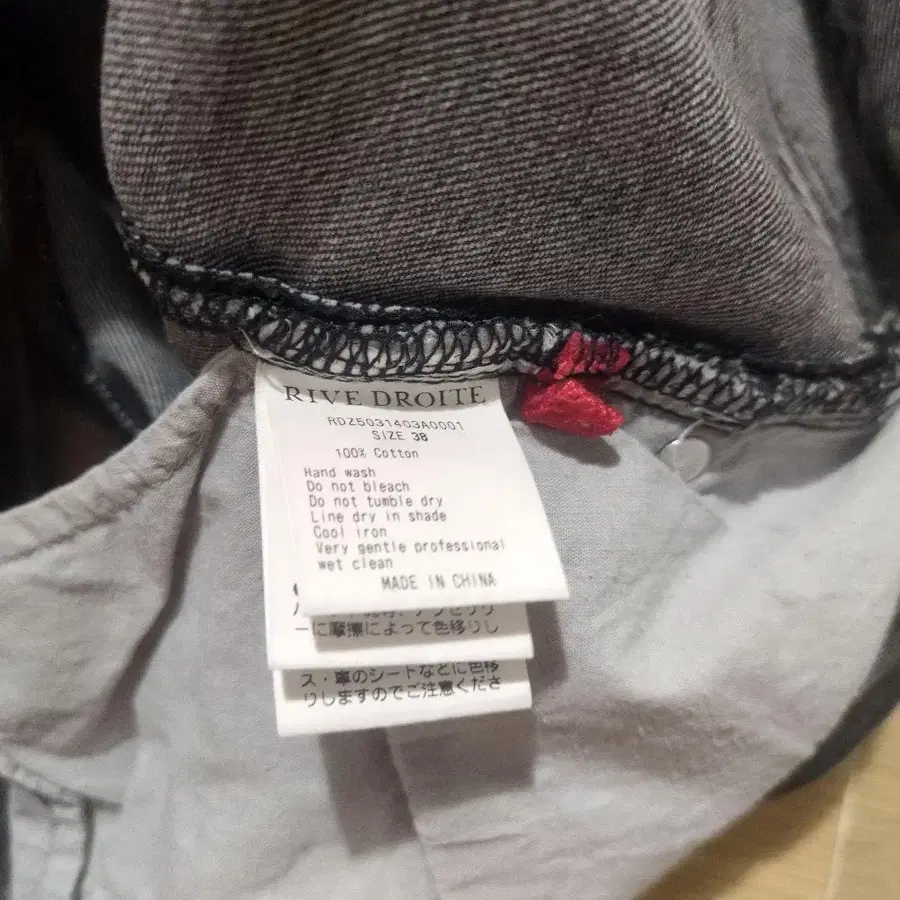 RIVE DROITE
RDZ5031403A0001
SIZE 38
100% Cotton
Hand wash
Do not bleach
Do not tumble dry
Line dry in shade
Cool iron
Very gentle professional
wet clean
MADE IN CHINA
ーに摩擦によって色移りし
ス・車のシートなどに色移
りしますのでご注意くださ